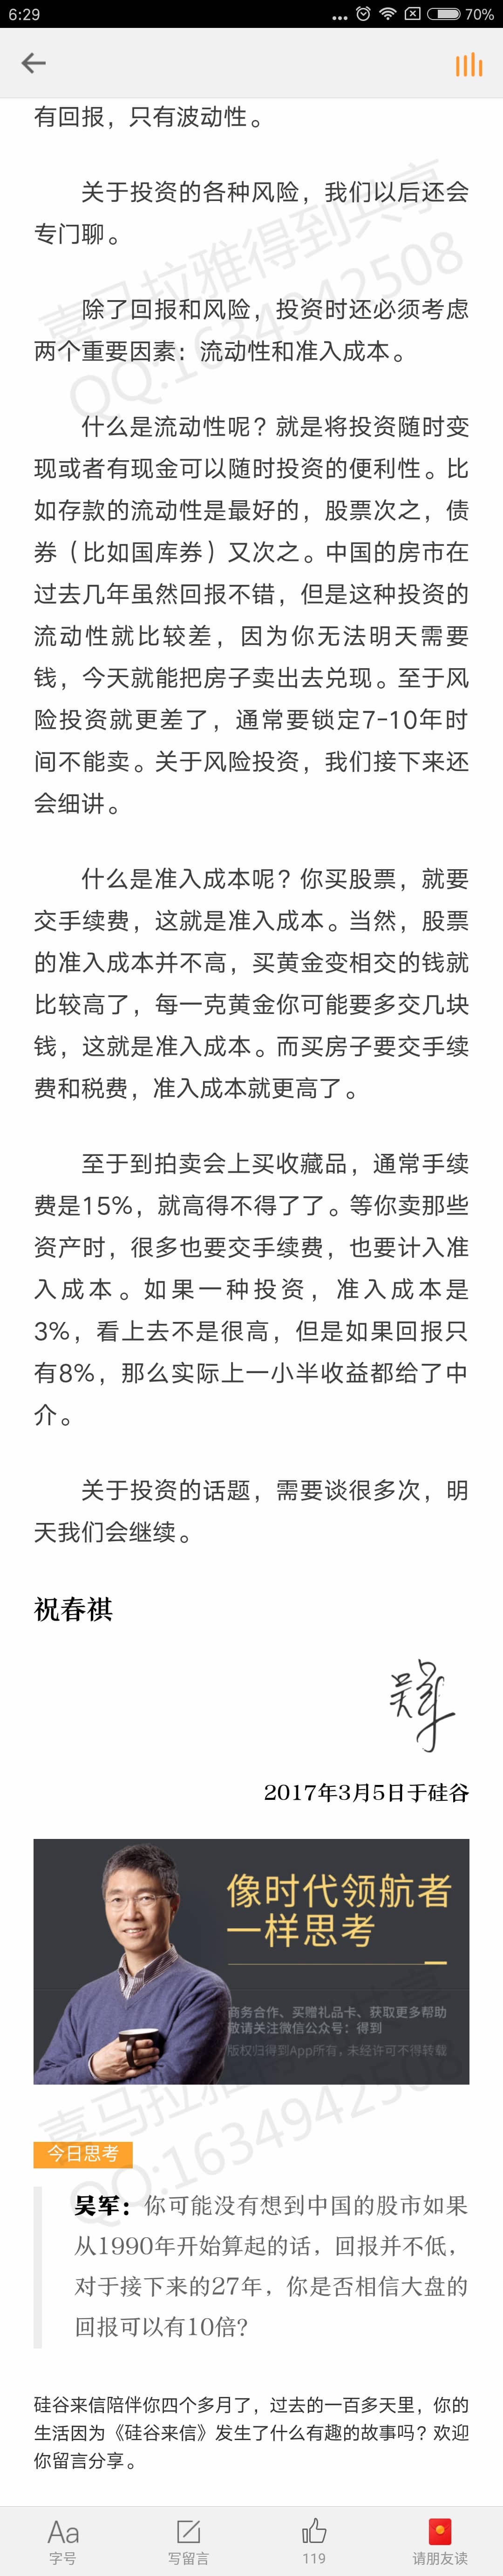 6:29
70%
有回报，只有波动性。
关于投资的各种风险，我们以后还会
专门聊。
除了回报和风险，投资时还必须考虑
两个重要因素：流动性和准入成本。
什么是流动性呢？就是将投资随时变
现或者有现金可以随时投资的便利性。比
如存款的流动性是最好的，股票次之，债
券（比如国库券）又次之。中国的房市在
过去几年虽然回报不错，但是这种投资的
流动性就比较差，因为你无法明天需要
钱，今天就能把房子卖出去兑现。至于风
险投资就更差了，通常要锁定7-10年时
间不能卖。关于风险投资，我们接下来还
会细讲。
什么是准入成本呢？你买股票，就要
交手续费，这就是准入成本。当然，股票
的准入成本并不高，买黄金变相交的钱就
比较高了，每一克黄金你可能要多交几块
钱，这就是准入成本。而买房子要交手续
费和税费，准入成本就更高了。
至于到拍卖会上买收藏品，通常手续
费是15%，就高得不得了了。等你卖那些
资产时，很多也要交手续费，也要计入准
入成本。如果一种投资，准入成本是
3%，看上去不是很高，但是如果回报只
有8%，那么实际上一小半收益都给了中
介。
关于投资的话题，需要谈很多次，明
天我们会继续。
祝春祺
吴军
2017年3月5日于硅谷
像时代领航者
一样思考
商务合作、买赠礼品卡、获取更多帮助
敬请关注微信公众号：得到
版权归得到App所有，未经许可不得转载
今日思考
吴军：你可能没有想到中国的股市如果
从1990年开始算起的话，回报并不低，
对于接下来的27年，你是否相信大盘的
回报可以有10倍？
硅谷来信陪伴你四个多月了，过去的一百多天里，你的
生活因为《硅谷来信》发生了什么有趣的故事吗？欢迎
你留言分享。
Aa
字号
写留言
119
请朋友读
喜马拉雅得到共享
QQ:1634942508
喜马拉雅得到共享
QQ:1634942508